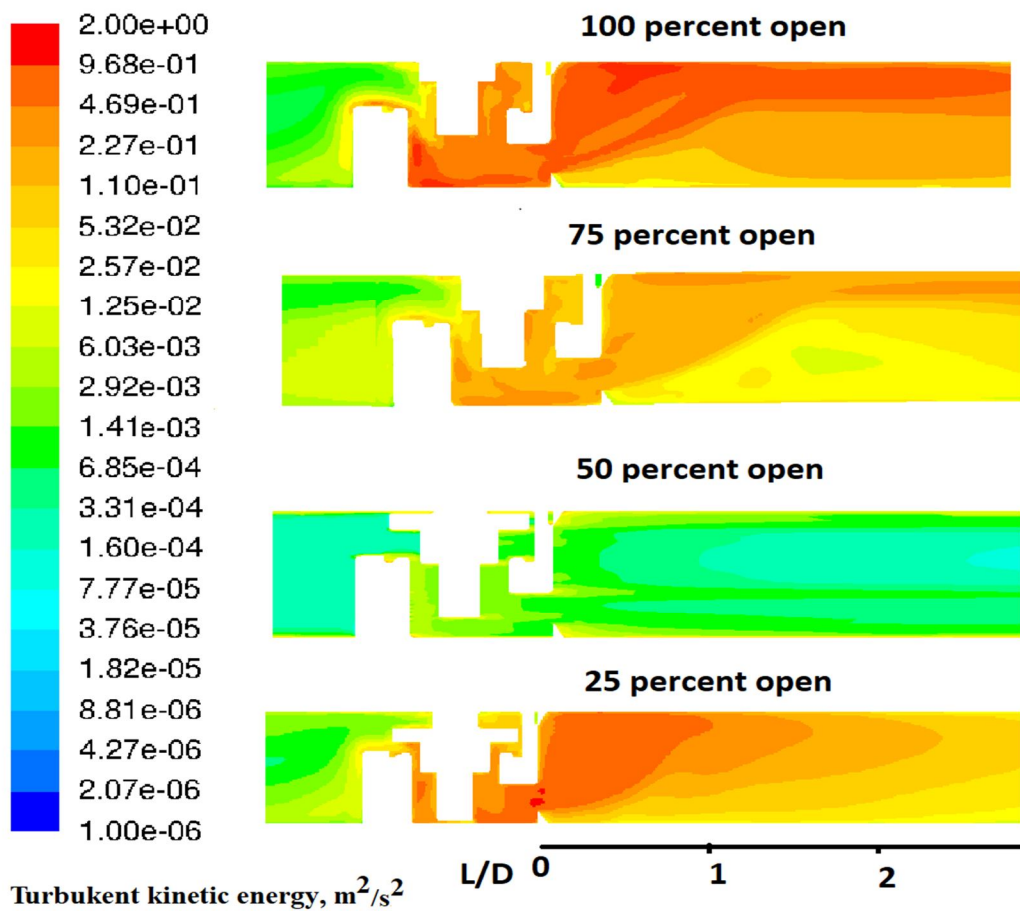 2.00e+00
9.68e-01
4.69e-01
2.27e-01
1.10e-01
5.32e-02
2.57e-02
1.25e-02
6.03e-03
2.92e-03
1.41e-03
6.85e-04
3.31e-04
1.60e-04
7.77e-05
3.76e-05
1.82e-05
8.81e-06
4.27e-06
2.07e-06
1.00e-06
100 percent open
75 percent open
50 percent open
25 percent open
L/D 0 1 2
Turbukent kinetic energy, m²/s²